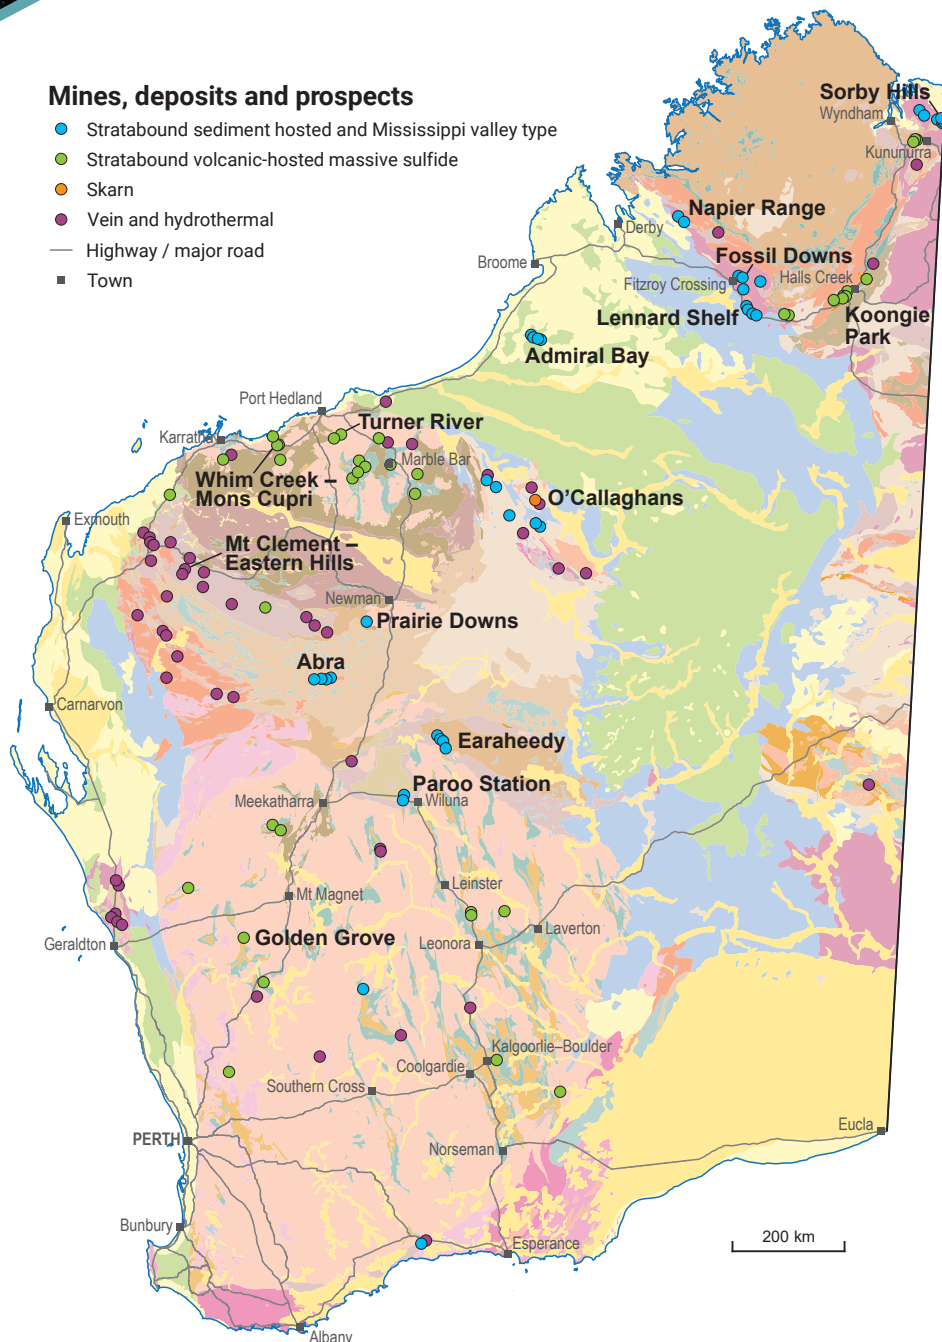 Mines, deposits and prospects
Stratabound sediment hosted and Mississippi valley type
Stratabound volcanic-hosted massive sulfide
Skarn
Vein and hydrothermal
Highway / major road
Town
Sorby Hills
Wyndham
Kununurra
Napier Range
Derby
Broome
Fossil Downs
Fitzroy Crossing
Halls Creek
Lennard Shelf
Koongie
Park
Admiral Bay
Port Hedland
Turner River
Karratha
Marble Bar
Whim Creek –
Mons Cupri
O'Callaghans
Exmouth
Mt Clement –
Eastern Hills
Newman
Prairie Downs
Abra
Carnarvon
Earaheedy
Paroo Station
Meekatharra
Wiluna
Leinster
Mt Magnet
Laverton
Golden Grove
Leonora
Geraldton
Kalgoorlie–Boulder
Coolgardie
Southern Cross
PERTH
Eucla
Norseman
Bunbury
Esperance
200 km
Albany